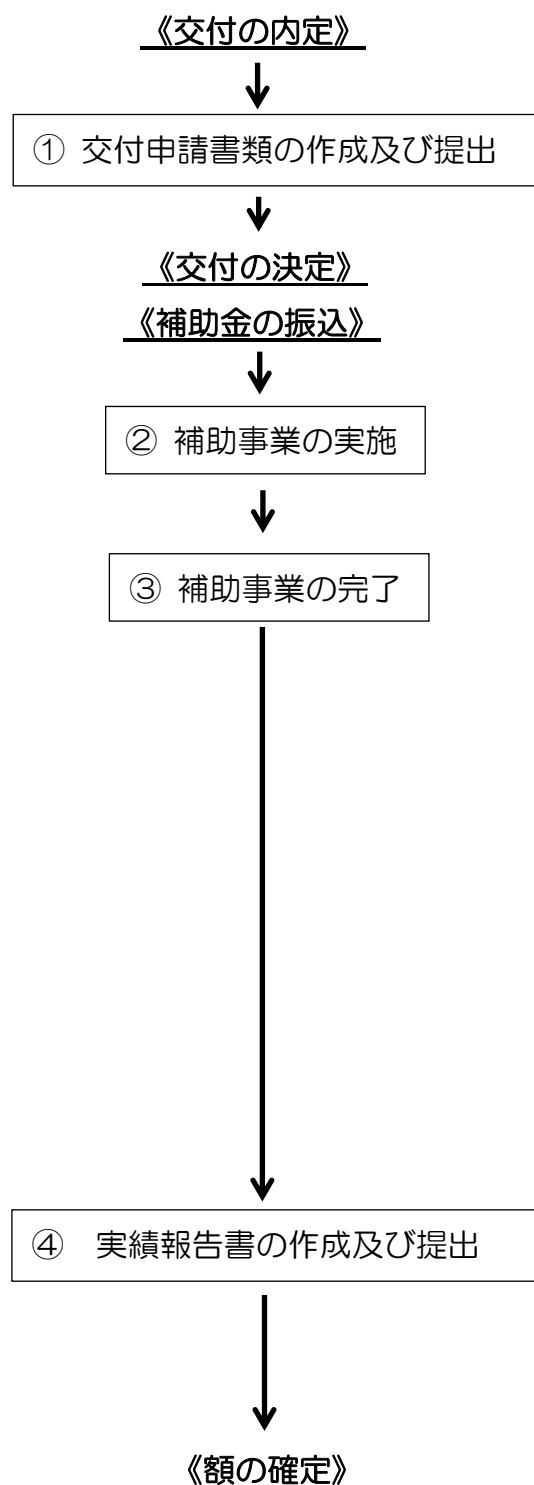 《交付の内定》
① 交付申請書類の作成及び提出
《交付の決定》
《補助金の振込》
② 補助事業の実施
③ 補助事業の完了
④ 実績報告書の作成及び提出
《額の確定》